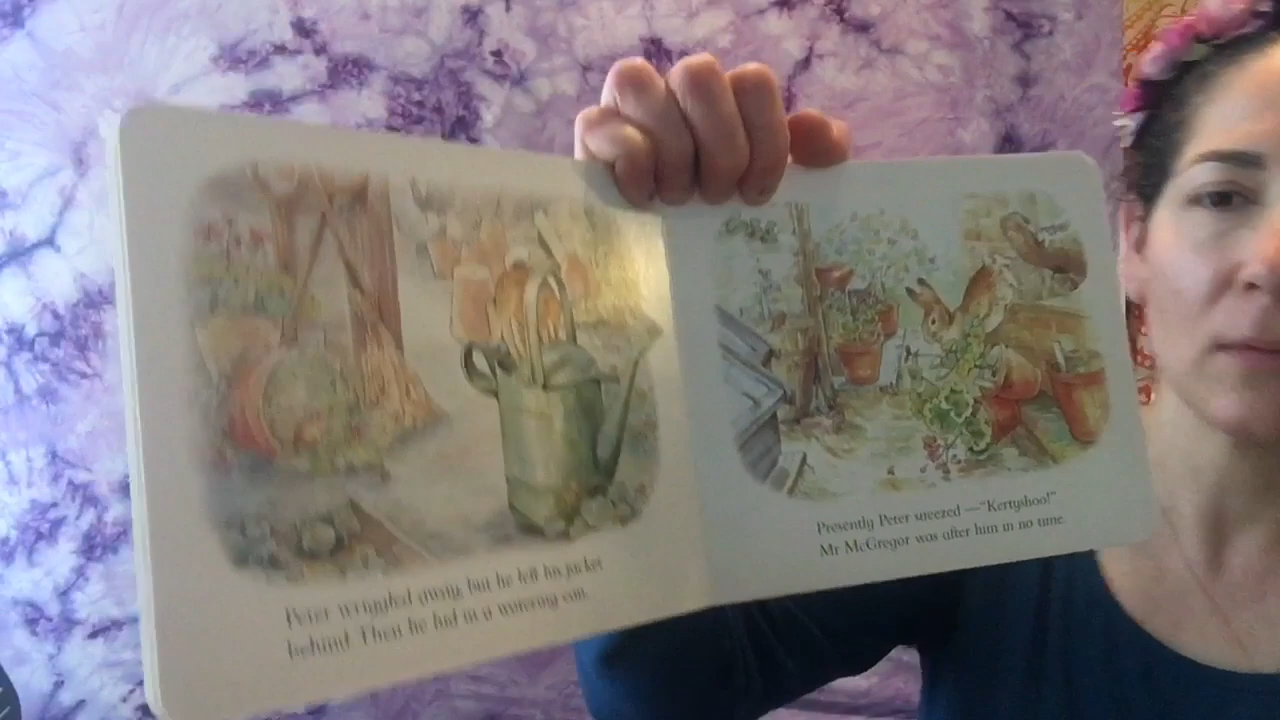 Peter wriggled away, but he left his jacket
behind. Then he hid in a watering can.
Presently Peter sneezed —"Kertyshoo!"
Mr McGregor was after him in no time.